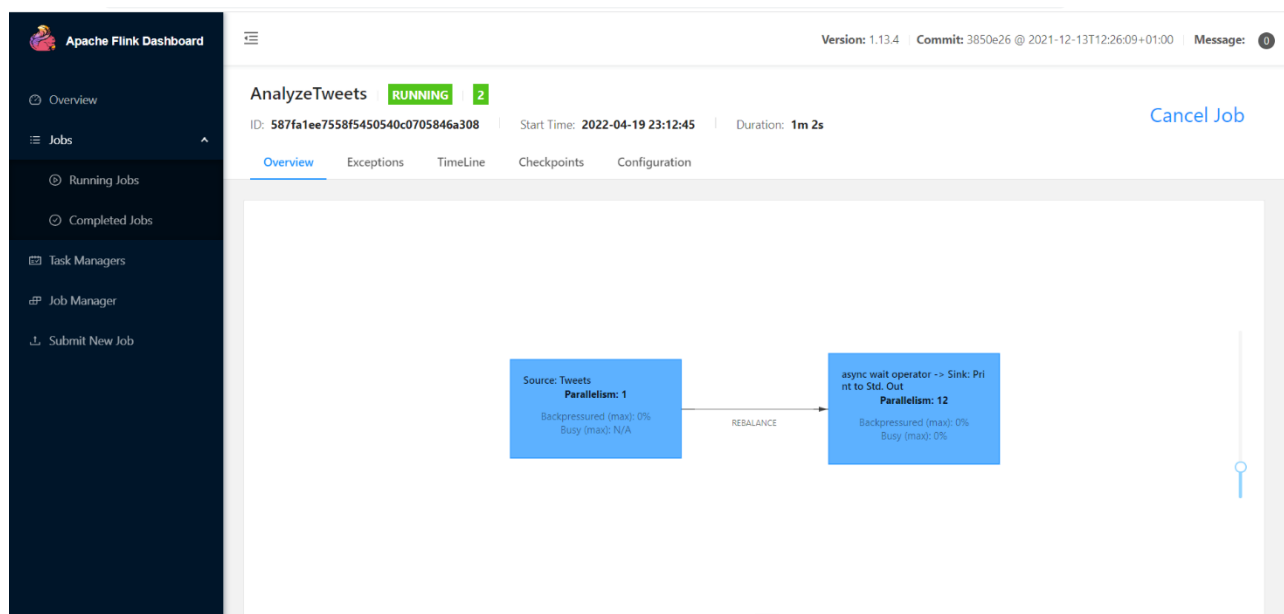 Apache Flink Dashboard
Version: 1.13.4 Commit: 3850e26 @ 2021-12-13T12:26:09+01:00 Message: 0
Overview
Jobs
Running Jobs
Completed Jobs
Task Managers
Job Manager
Submit New Job
AnalyzeTweets RUNNING 2
ID: 587fa1ee7558f5450540c0705846a308 Start Time: 2022-04-19 23:12:45 Duration: 1m 2s
Cancel Job
Overview Exceptions TimeLine Checkpoints Configuration
Source: Tweets
Parallelism: 1
Backpressured (max): 0%
Busy (max): N/A
REBALANCE
async wait operator -> Sink: Pri
nt to Std. Out
Parallelism: 12
Backpressured (max): 0%
Busy (max): 0%